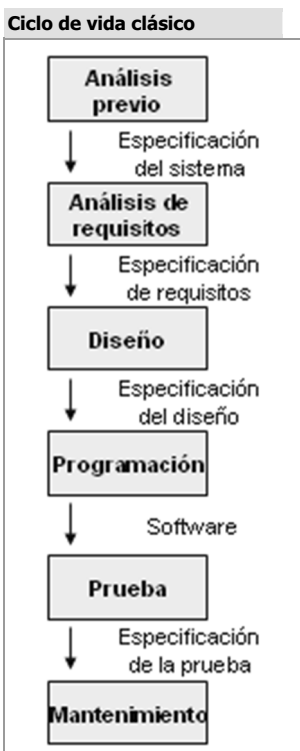 Ciclo de vida clásico
Análisis
previo
Especificación
del sistema
Análisis de
requisitos
Especificación
de requisitos
Diseño
Especificación
del diseño
Programación
Software
Prueba
Especificación
de la prueba
Mantenimiento